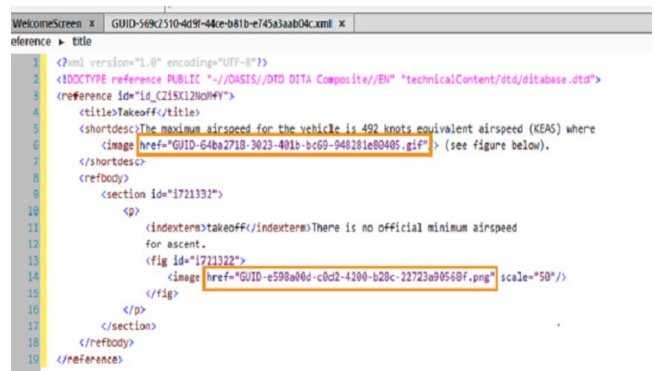 WelcomeScreen x GUID-569c2510-4d9f-44ce-b81b-e745a3aab04c.xml x
eference ▸ title
1 <?xml version="1.0" encoding="UTF-8"?>
2 <!DOCTYPE reference PUBLIC "-//OASIS//DTD DITA Composite//EN" "technicalContent/dtd/ditabase.dtd">
3 <reference id="id_CZi5X12NoMfY">
4 <title>Takeoff</title>
5 <shortdesc>The maximum airspeed for the vehicle is 492 knots equivalent airspeed (KEAS) where
6 <image href="GUID-64ba2718-3023-401b-bc69-948281e80405.gif"/> (see figure below).
7 </shortdesc>
8 <refbody>
9 <section id="i721332">
10 <p>
11 <indexterm>takeoff</indexterm>There is no official minimum airspeed
12 for ascent.
13 <fig id="i721322">
14 <image href="GUID-e598a00d-c0d2-4200-b28c-22723a90568f.png" scale="50"/>
15 </fig>
16 </p>
17 </section>
18 </refbody>
19 </reference>